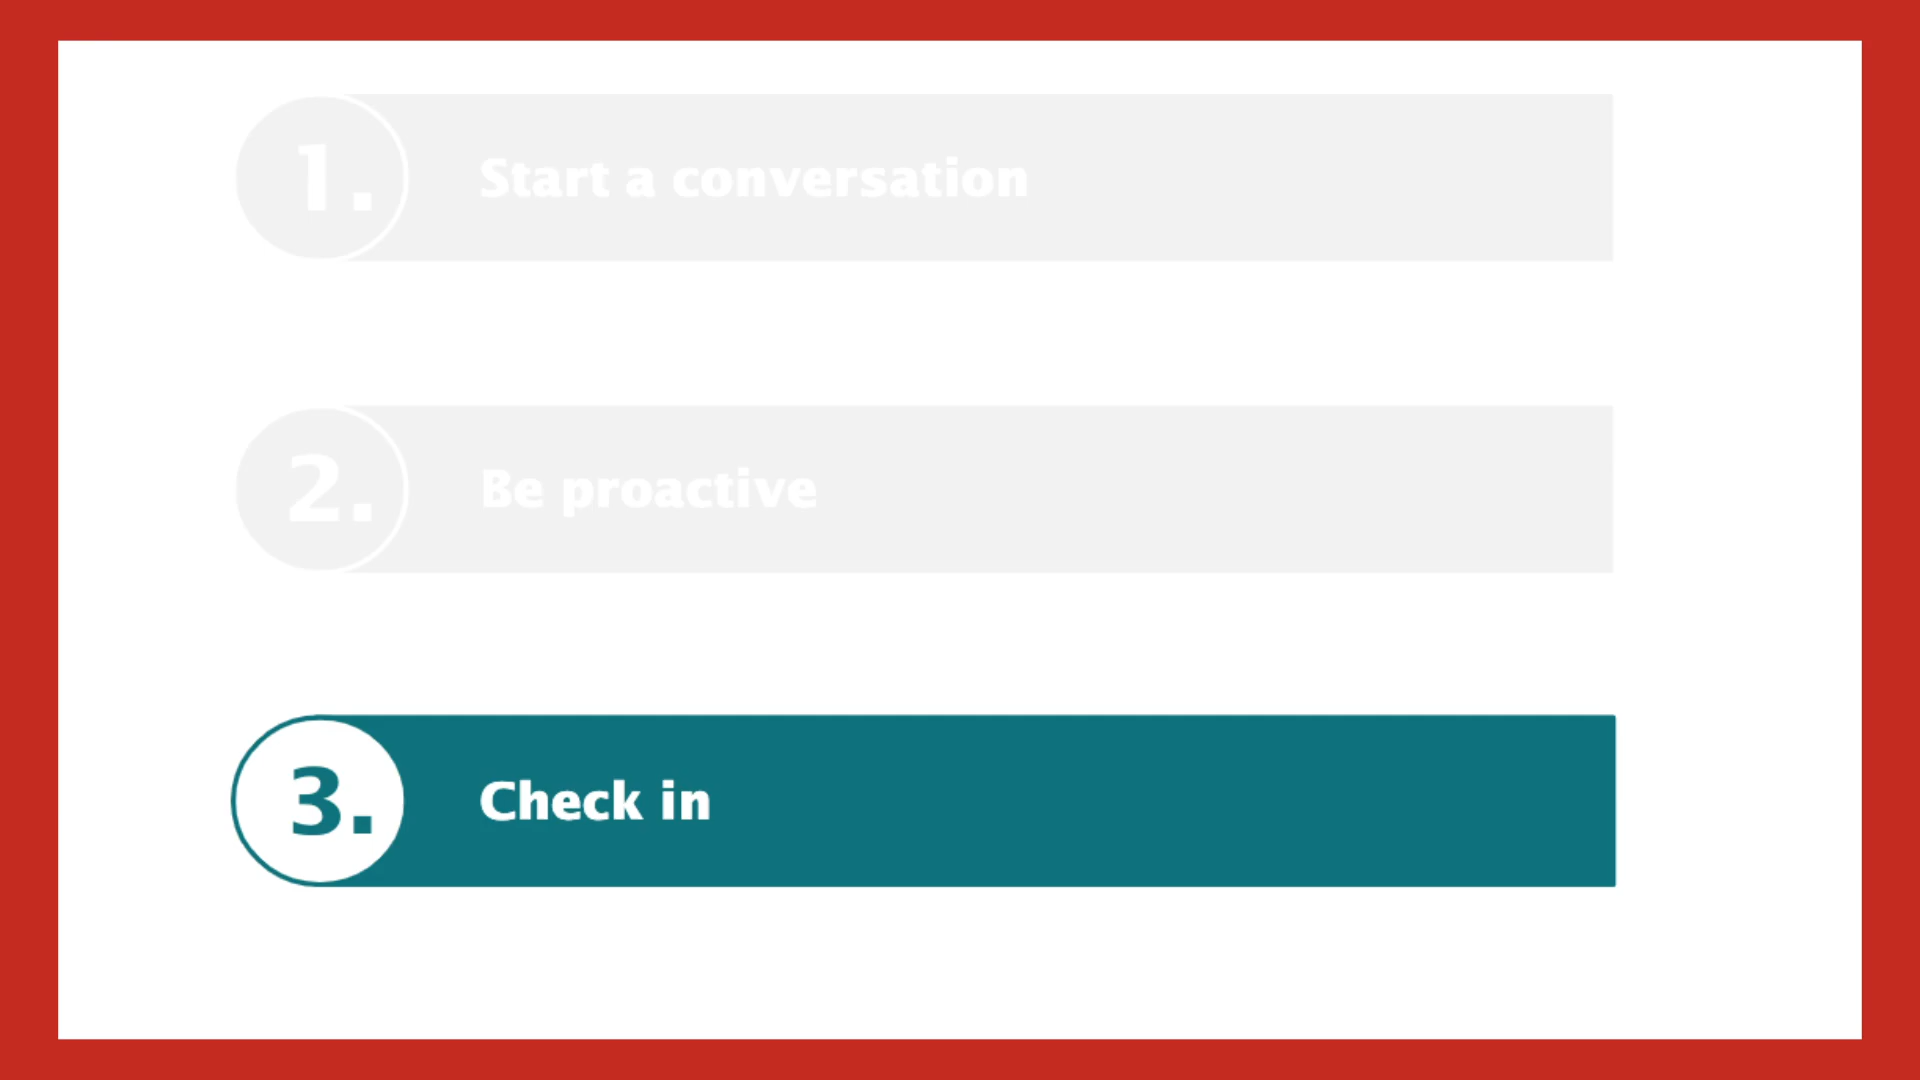 1. Start a conversation
2. Be proactive
3. Check in